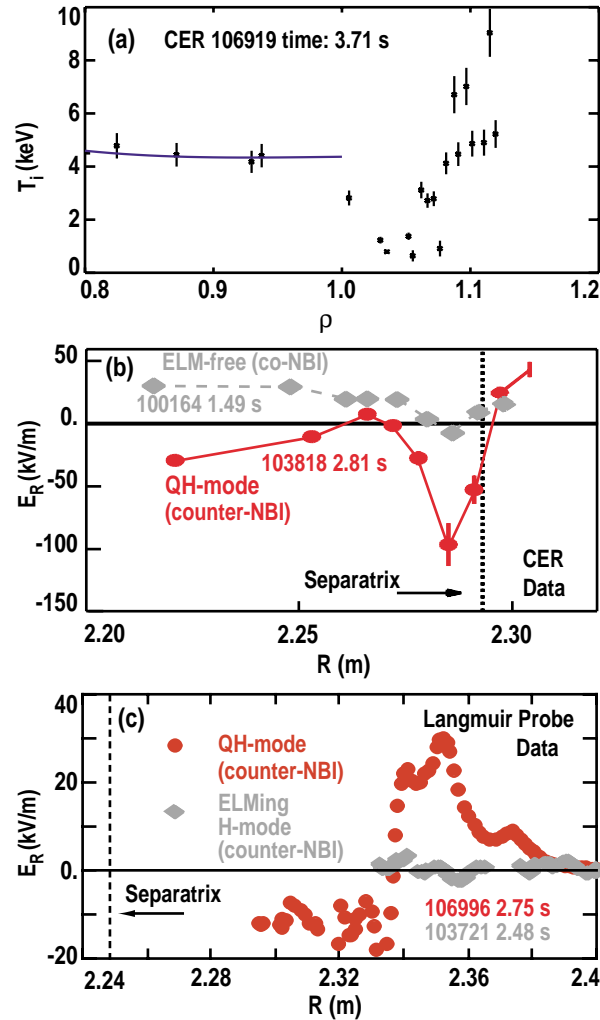 (a)
CER 106919 time: 3.71 s
10
8
6
4
2
0
T_i (keV)
0.8 0.9 1.0 1.1 1.2
ρ
(b)
ELM-free (co-NBI)
100164 1.49 s
50
0.
-50
-100
-150
E_R (kV/m)
103818 2.81 s
QH-mode
(counter-NBI)
Separatrix
CER
Data
2.20 2.25 2.30
R (m)
(c)
Langmuir Probe
Data
QH-mode
(counter-NBI)
ELMing
H-mode
(counter-NBI)
40
20
0.
-20
E_R (kV/m)
Separatrix
106996 2.75 s
103721 2.48 s
2.24 2.28 2.32 2.36 2.4
R (m)